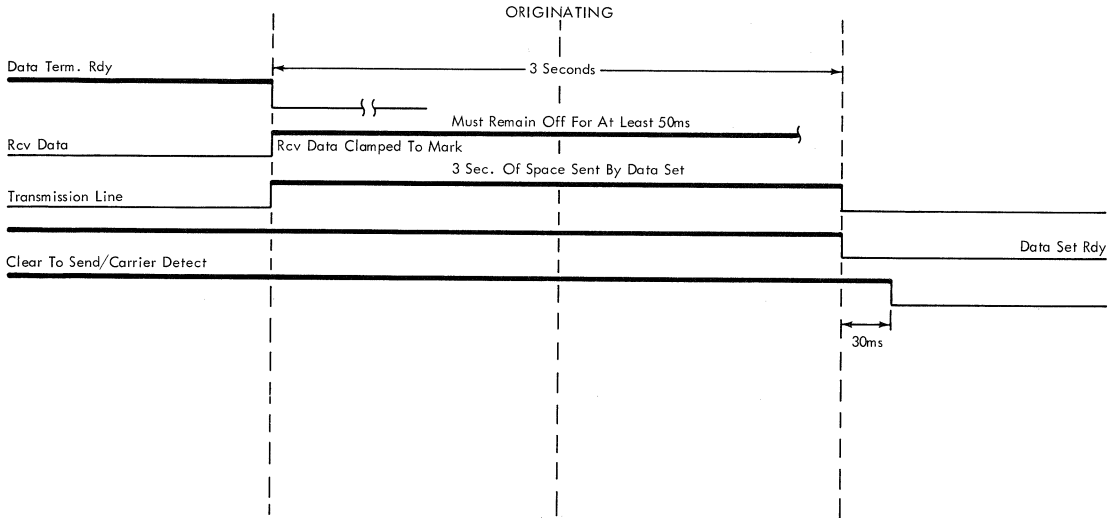 ORIGINATING
Data Term. Rdy
3 Seconds
Must Remain Off For At Least 50ms
Rcv Data
Rcv Data Clamped To Mark
3 Sec. Of Space Sent By Data Set
Transmission Line
Data Set Rdy
Clear To Send/Carrier Detect
30ms